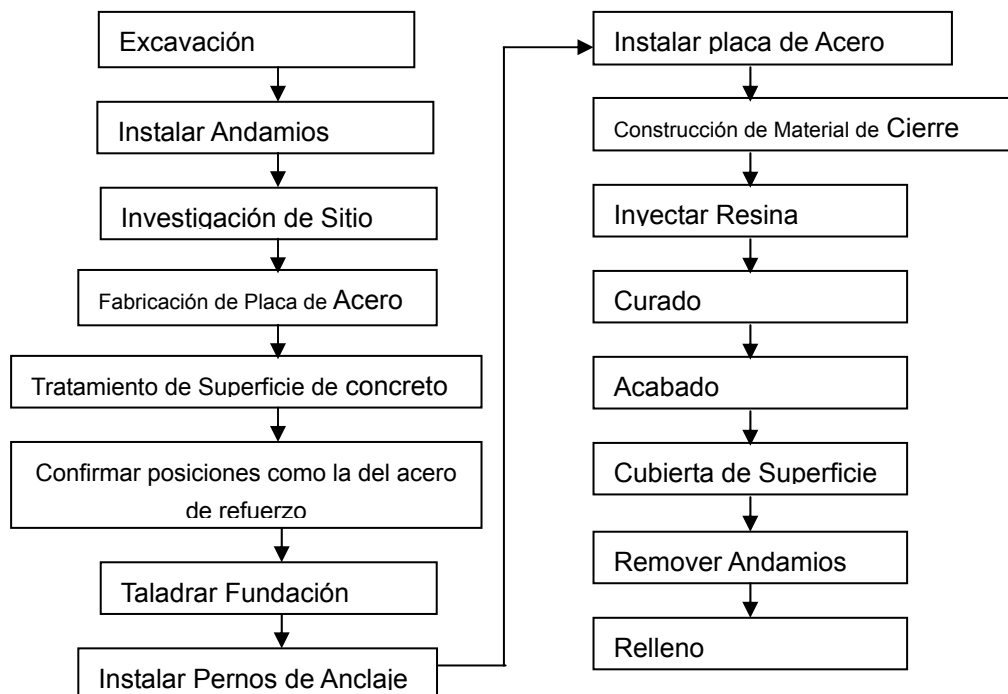 Excavación
Instalar Andamios
Investigación de Sitio
Fabricación de Placa de Acero
Tratamiento de Superficie de concreto
Confirmar posiciones como la del acero
de refuerzo
Taladrar Fundación
Instalar Pernos de Anclaje
Instalar placa de Acero
Construcción de Material de Cierre
Inyectar Resina
Curado
Acabado
Cubierta de Superficie
Remover Andamios
Relleno